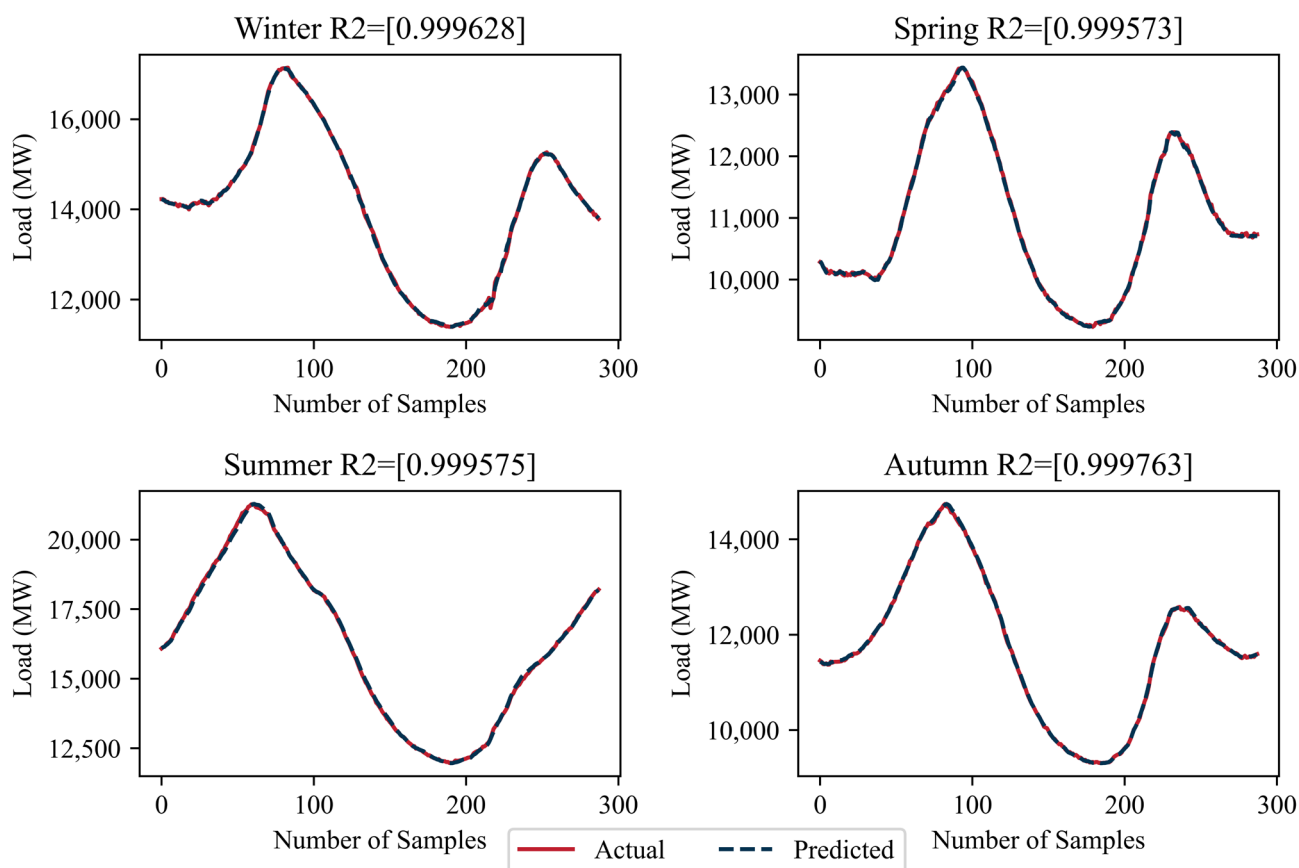 Winter R2=[0.999628]
Spring R2=[0.999573]
Load (MW)
16,000
14,000
12,000
0 100 200 300
Number of Samples
Load (MW)
13,000
12,000
11,000
10,000
0 100 200 300
Number of Samples
Summer R2=[0.999575]
Autumn R2=[0.999763]
Load (MW)
20,000
17,500
15,000
12,500
0 100 200 300
Number of Samples
Load (MW)
14,000
12,000
10,000
0 100 200 300
Number of Samples
Actual Predicted